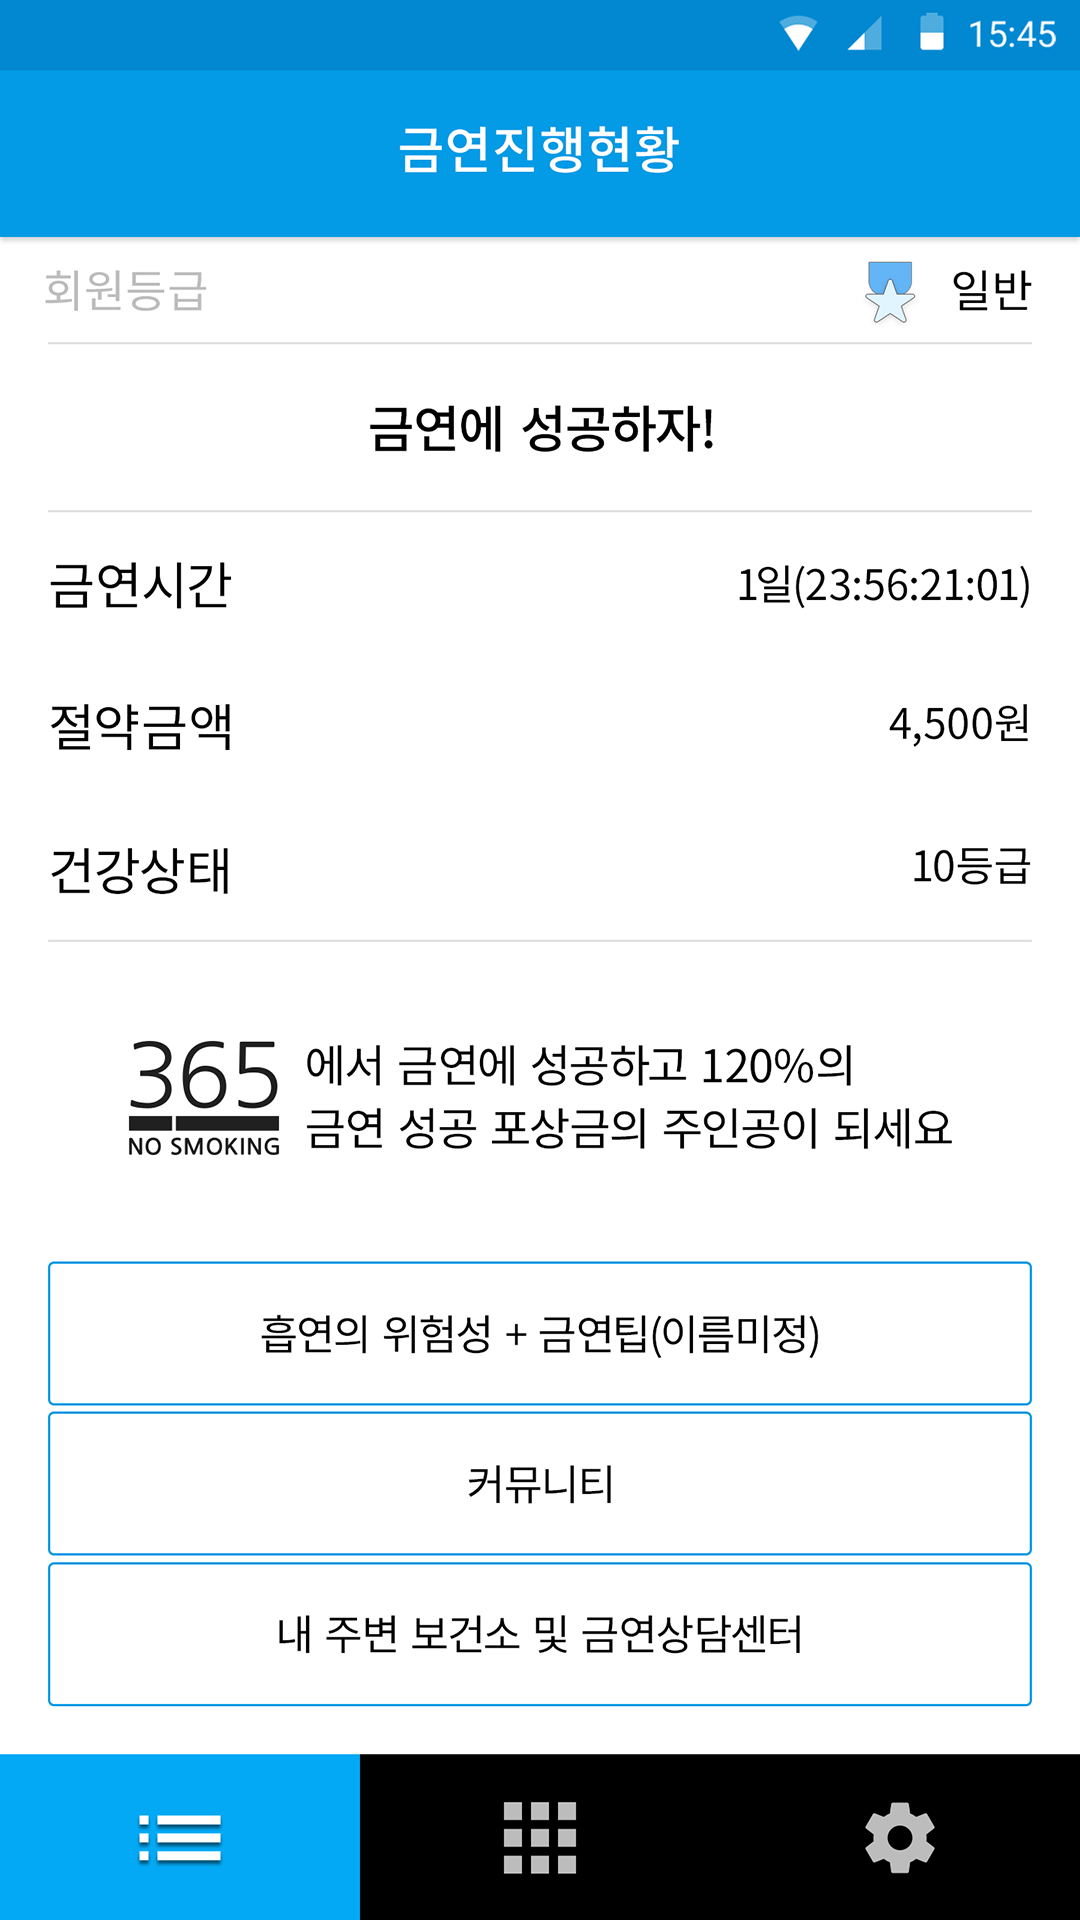 15:45
금연진행현황
회원등급 일반
금연에 성공하자!
금연시간 1일(23:56:21:01)
절약금액 4,500원
건강상태 10등급
365 에서 금연에 성공하고 120%의
NO SMOKING 금연 성공 포상금의 주인공이 되세요
흡연의 위험성 + 금연팁(이름미정)
커뮤니티
내 주변 보건소 및 금연상담센터